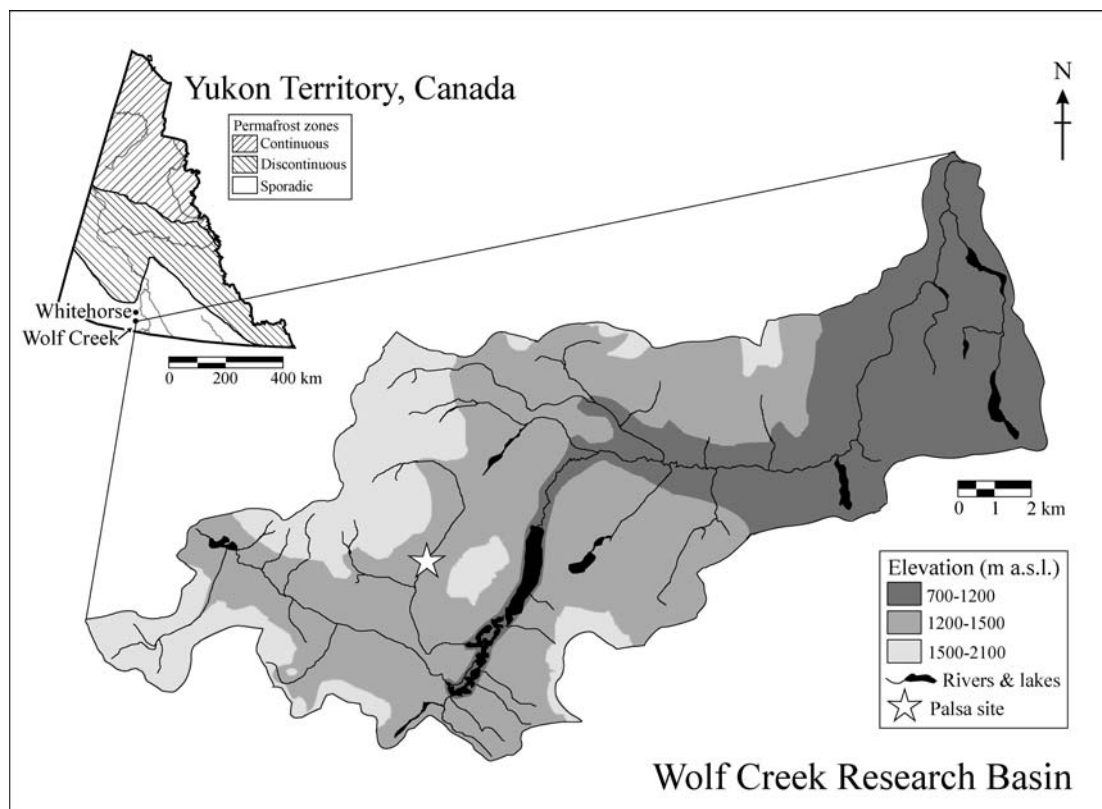 Yukon Territory, Canada
Permafrost zones
Continuous
Discontinuous
Sporadic
N
Whitehorse
Wolf Creek
0 200 400 km
0 1 2 km
Elevation (m a.s.l.)
700-1200
1200-1500
1500-2100
Rivers & lakes
Palsa site
Wolf Creek Research Basin